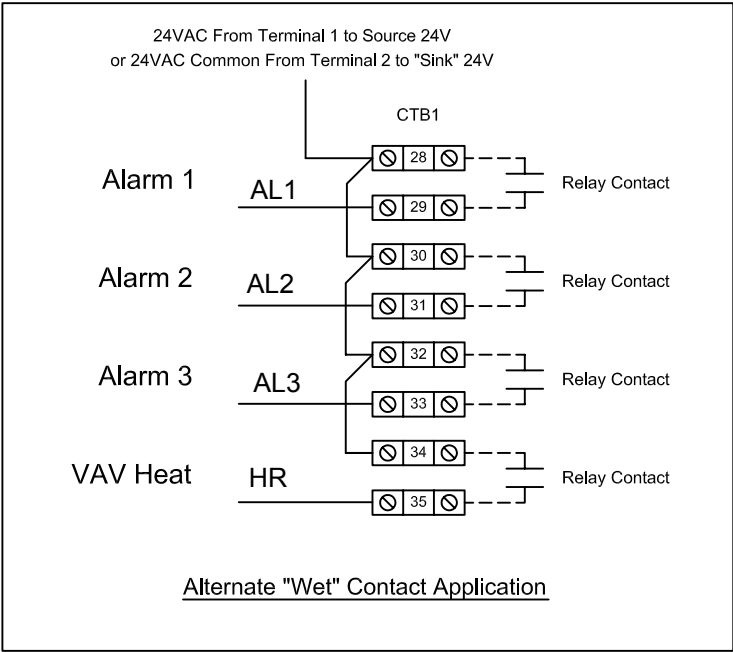 24VAC From Terminal 1 to Source 24V
or 24VAC Common From Terminal 2 to "Sink" 24V
CTB1
28
Alarm 1
AL1
Relay Contact
29
30
Alarm 2
AL2
Relay Contact
31
32
Alarm 3
AL3
Relay Contact
33
34
VAV Heat
HR
Relay Contact
35
Alternate "Wet" Contact Application